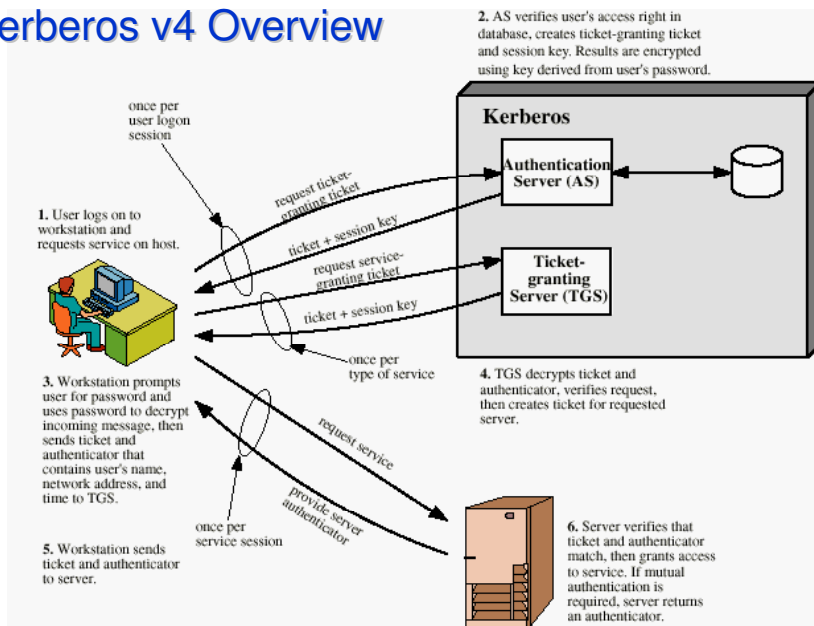 erberos v4 Overview
2. AS verifies user's access right in
database, creates ticket-granting ticket
and session key. Results are encrypted
using key derived from user's password.
once per
user logon
session
Kerberos
Authentication
Server (AS)
request ticket-
granting ticket
1. User logs on to
workstation and
requests service on host.
ticket + session key
request service-
granting ticket
Ticket-
granting
Server (TGS)
ticket + session key
once per
type of service
3. Workstation prompts
user for password and
uses password to decrypt
incoming message, then
sends ticket and
authenticator that
contains user's name,
network address, and
time to TGS.
4. TGS decrypts ticket and
authenticator, verifies request,
then creates ticket for requested
server.
request service
provide server
authenticator
once per
service session
5. Workstation sends
ticket and authenticator
to server.
6. Server verifies that
ticket and authenticator
match, then grants access
to service. If mutual
authentication is
required, server returns
an authenticator.